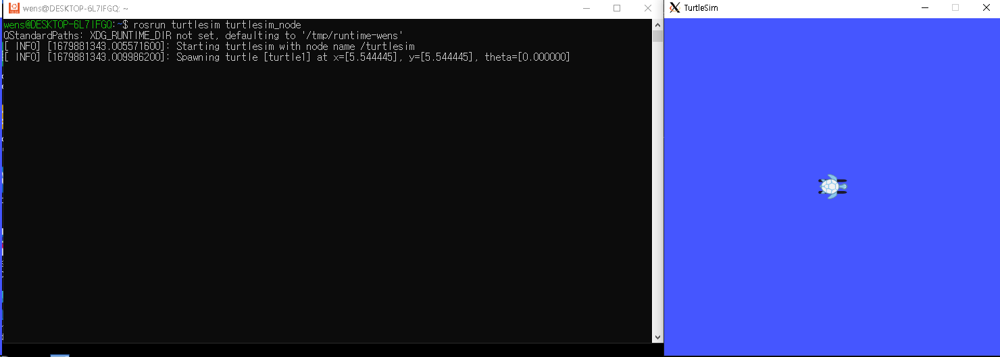 wens@DESKTOP-6L7IFGQ: ~
wens@DESKTOP-6L7IFGQ:~$ rosrun turtlesim turtlesim_node
QStandardPaths: XDG_RUNTIME_DIR not set, defaulting to '/tmp/runtime-wens'
[ INFO] [1679881343.005571600]: Starting turtlesim with node name /turtlesim
[ INFO] [1679881343.009986200]: Spawning turtle [turtle1] at x=[5.544445], y=[5.544445], theta=[0.000000]
TurtleSim